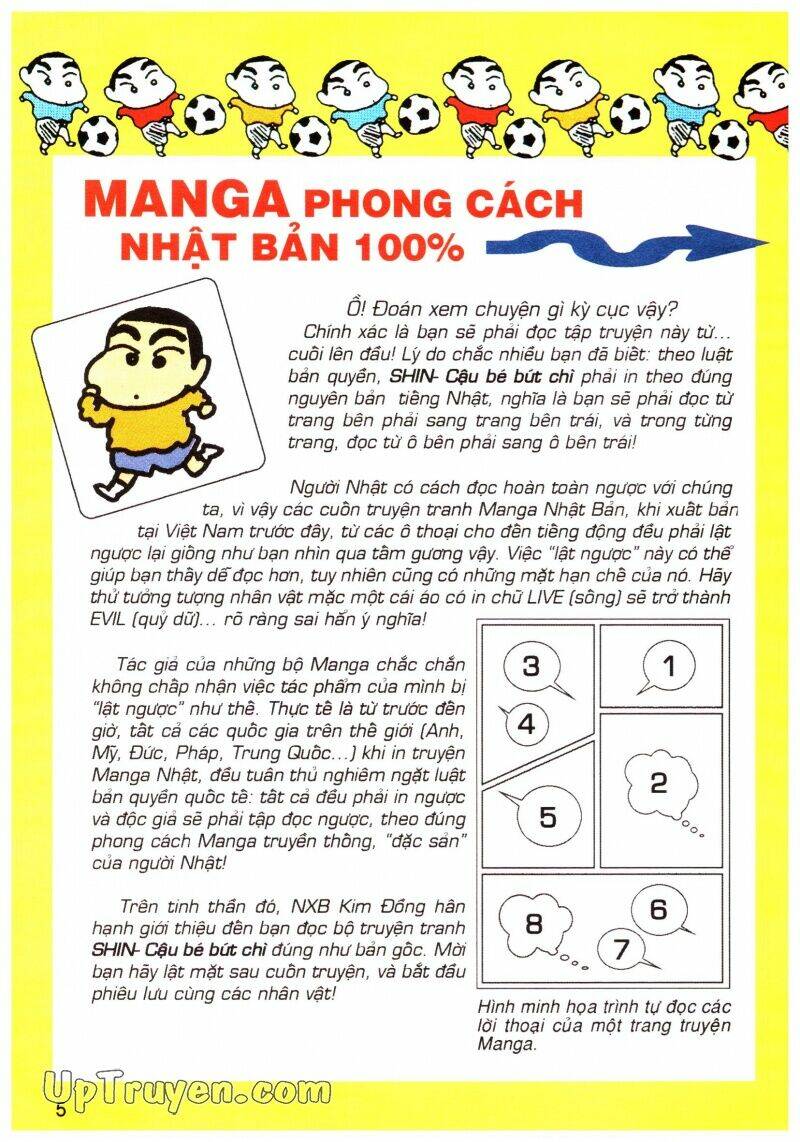 MANGA PHONG CÁCH
NHẬT BẢN 100%
Ồ! Đoán xem chuyện gì kỳ cục vậy?
Chính xác là bạn sẽ phải đọc tập truyện này từ...
cuối lên đầu! Lý do chắc nhiều bạn đã biết: theo luật
bản quyền, SHIN- Cậu bé bút chì phải in theo đúng
nguyên bản tiếng Nhật, nghĩa là bạn sẽ phải đọc từ
trang bên phải sang trang bên trái, và trong từng
trang, đọc từ ô bên phải sang ô bên trái!
Người Nhật có cách đọc hoàn toàn ngược với chúng
ta, vì vậy các cuốn truyện tranh Manga Nhật Bản, khi xuất bản
tại Việt Nam trước đây, từ các ô thoại cho đến tiếng động đều phải lật
ngược lại giống như bạn nhìn qua tấm gương vậy. Việc "lật ngược" này có thể
giúp bạn thấy dễ đọc hơn, tuy nhiên cũng có những mặt hạn chế của nó. Hãy
thử tưởng tượng nhân vật mặc một cái áo có in chữ LIVE (sống) sẽ trở thành
EVIL (quỷ dữ)... rõ ràng sai hẳn ý nghĩa!
Tác giả của những bộ Manga chắc chắn
không chấp nhận việc tác phẩm của mình bị
"lật ngược" như thế. Thực tế là từ trước đến
giờ, tất cả các quốc gia trên thế giới (Anh,
Mỹ, Đức, Pháp, Trung Quốc...) khi in truyện
Manga Nhật, đều tuân thủ nghiêm ngặt luật
bản quyền quốc tế: tất cả đều phải in ngược
và độc giả sẽ phải tập đọc ngược, theo đúng
phong cách Manga truyền thống, "đặc sản"
của người Nhật!
Trên tinh thần đó, NXB Kim Đồng hân
hạnh giới thiệu đến bạn đọc bộ truyện tranh
SHIN- Cậu bé bút chì đúng như bản gốc. Mời
bạn hãy lật mặt sau cuốn truyện, và bắt đầu
phiêu lưu cùng các nhân vật!
1
2
3
4
5
6
7
8
Hình minh họa trình tự đọc các
lời thoại của một trang truyện
Manga.
UpTruyen.com
5